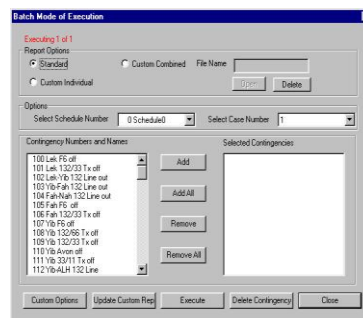 Batch Mode of Execution
Executing 1 of 1
Report Options
Standard
Custom Combined
File Name
Custom Individual
Open
Delete
Options
Select Schedule Number
0 Schedule0
Select Case Number
1
Contingency Numbers and Names
Selected Contingencies
100 Lek F6 off
101 Lek 132/33 Tx off
102 Lek-Yib 132 Line out
103 Yib-Fah 132 Line out
104 Fah-Nah 132 Line out
105 Fah F6 off
106 Fah 132/33 Tx off
107 Yib F6 off
108 Yib 132/66 Tx off
109 Yib 132/33 Tx off
110 Yib Avon off
111 Yib 33/11 Tx off
112 Yib-ALH 132 Line
Add
Add All
Remove
Remove All
Custom Options
Update Custom Rep
Execute
Delete Contingency
Close